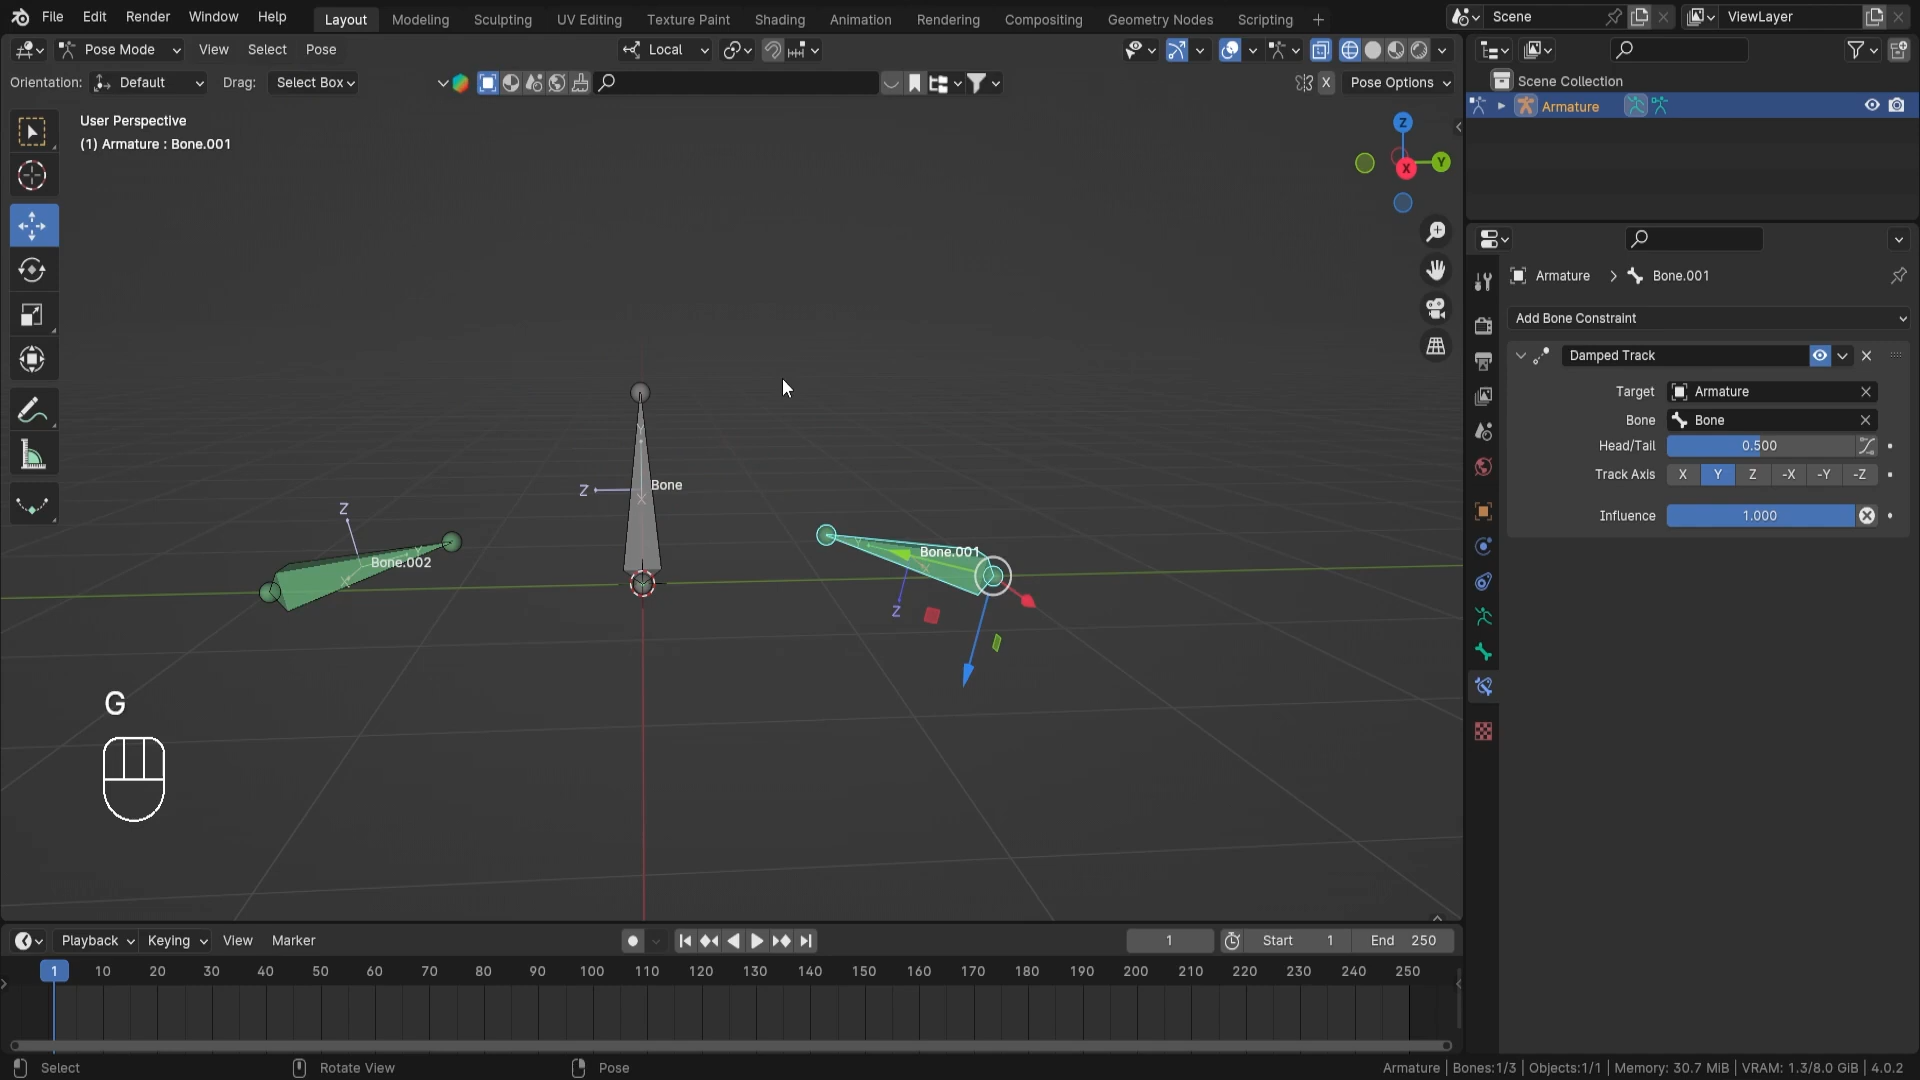 File Edit Render Window Help Layout Modeling Sculpting UV Editing Texture Paint Shading Animation Rendering Compositing Geometry Nodes Scripting + Scene ViewLayer
Pose Mode View Select Pose Local
Orientation: Default Drag: Select Box X Pose Options
Scene Collection
Armature
User Perspective
(1) Armature : Bone.001
Z
Y
X
Armature > Bone.001
Add Bone Constraint
Damped Track
Target Armature
Bone Bone
Head/Tail 0.500
Track Axis X Y Z -X -Y -Z
Influence 1.000
Y
Z Bone
X
Z
Y
Bone.002
X
Y
Bone.001
X
Z
G
Playback Keying View Marker 1 Start 1 End 250
1 10 20 30 40 50 60 70 80 90 100 110 120 130 140 150 160 170 180 190 200 210 220 230 240 250
Select Rotate View Pose Armature | Bones:1/3 | Objects:1/1 | Memory: 30.7 MiB | VRAM: 1.3/8.0 GiB | 4.0.2